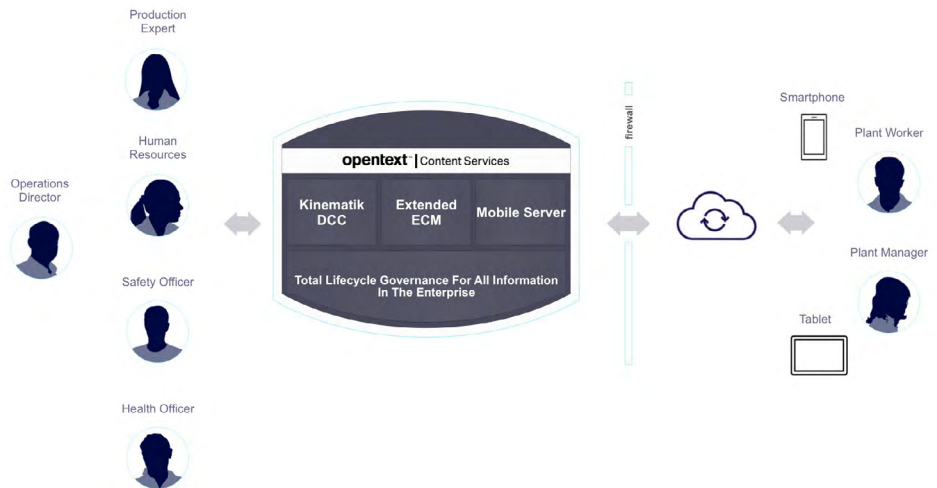 Production
Expert
Human
Resources
Operations
Director
Safety Officer
Health Officer
opentext™ | Content Services
Kinematik
DCC
Extended
ECM
Mobile Server
Total Lifecycle Governance For All Information
In The Enterprise
firewall
Smartphone
Plant Worker
Plant Manager
Tablet